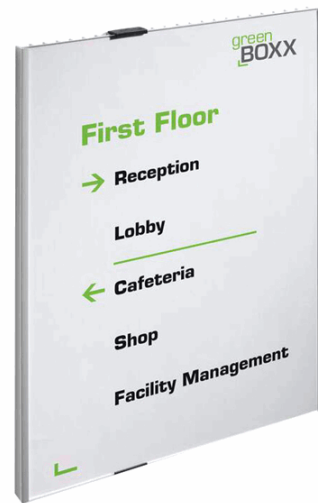 green
BOXX
First Floor
Reception
Lobby
Cafeteria
Shop
Facility Management